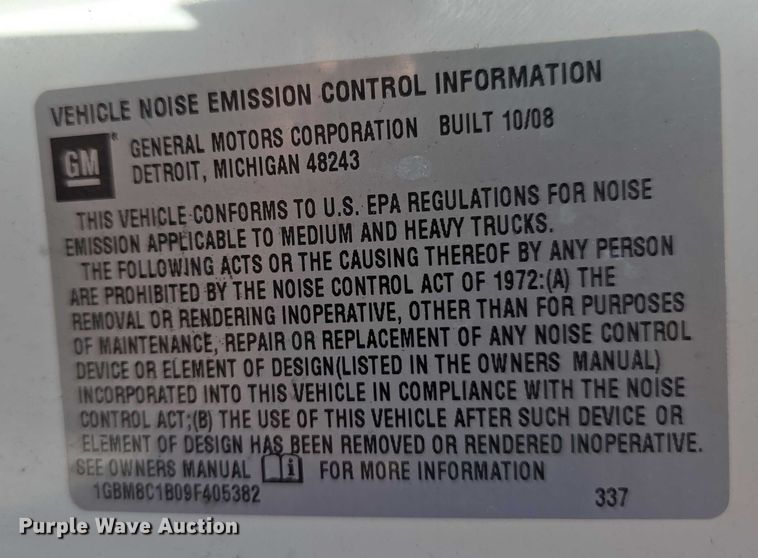 VEHICLE NOISE EMISSION CONTROL INFORMATION
GM® GENERAL MOTORS CORPORATION BUILT 10/08
DETROIT, MICHIGAN 48243
THIS VEHICLE CONFORMS TO U.S. EPA REGULATIONS FOR NOISE
EMISSION APPLICABLE TO MEDIUM AND HEAVY TRUCKS.
THE FOLLOWING ACTS OR THE CAUSING THEREOF BY ANY PERSON
ARE PROHIBITED BY THE NOISE CONTROL ACT OF 1972:(A) THE
REMOVAL OR RENDERING INOPERATIVE, OTHER THAN FOR PURPOSES
OF MAINTENANCE, REPAIR OR REPLACEMENT OF ANY NOISE CONTROL
DEVICE OR ELEMENT OF DESIGN(LISTED IN THE OWNERS MANUAL)
INCORPORATED INTO THIS VEHICLE IN COMPLIANCE WITH THE NOISE
CONTROL ACT;(B) THE USE OF THIS VEHICLE AFTER SUCH DEVICE OR
ELEMENT OF DESIGN HAS BEEN REMOVED OR RENDERED INOPERATIVE.
SEE OWNERS MANUAL i FOR MORE INFORMATION
1GBM8C1B09F405382 337
Purple Wave Auction